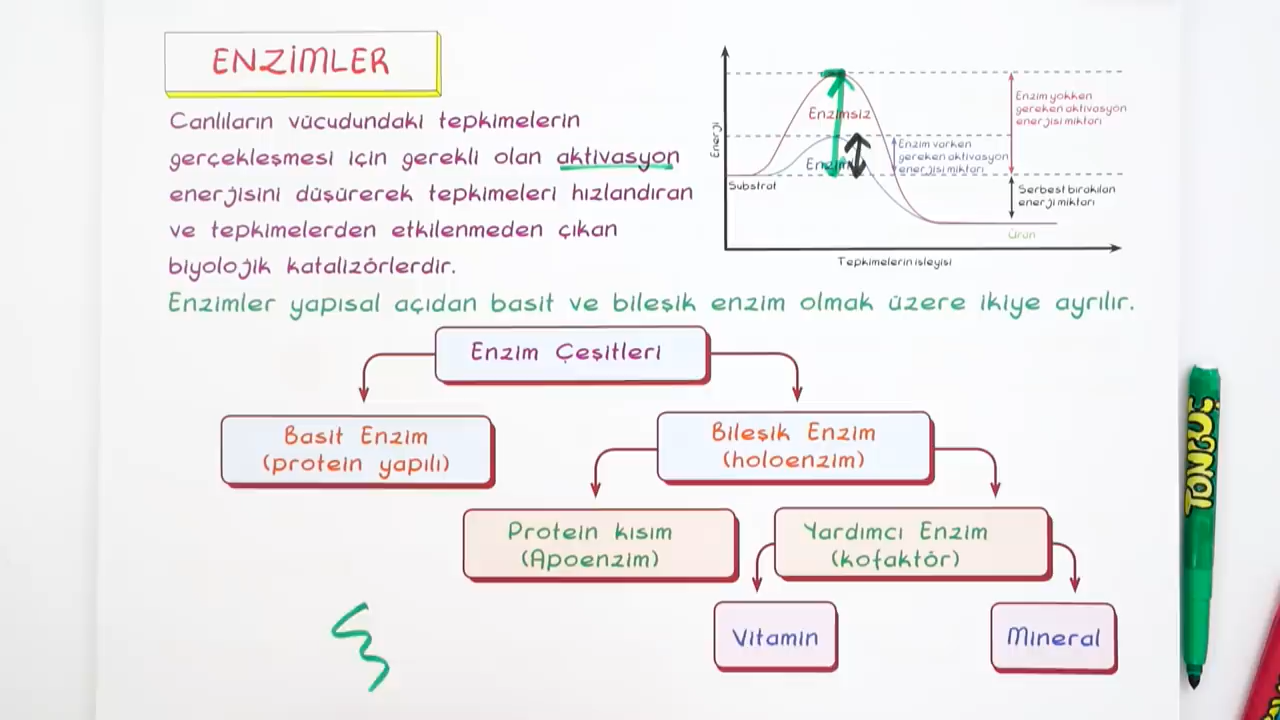 ENZİMLER
Canlıların vücudundaki tepkimelerin
gerçekleşmesi için gerekli olan aktivasyon
enerjisini düşürerek tepkimeleri hızlandıran
ve tepkimelerden etkilenmeden çıkan
biyolojik katalizörlerdir.
Enerji
Enzimsiz
Substrat
Enzim yokken
gereken aktivasyon
enerjisi miktarı
Enzim varken
gereken aktivasyon
enerjisi miktarı
Serbest bırakılan
enerji miktarı
Ürün
Tepkimelerin işleyişi
Enzimler yapısal açıdan basit ve bileşik enzim olmak üzere ikiye ayrılır.
Enzim Çeşitleri
Basit Enzim
(protein yapılı)
Bileşik Enzim
(holoenzim)
Protein kısım
(Apoenzim)
Yardımcı Enzim
(kofaktör)
Vitamin
Mineral
TONGUÇ